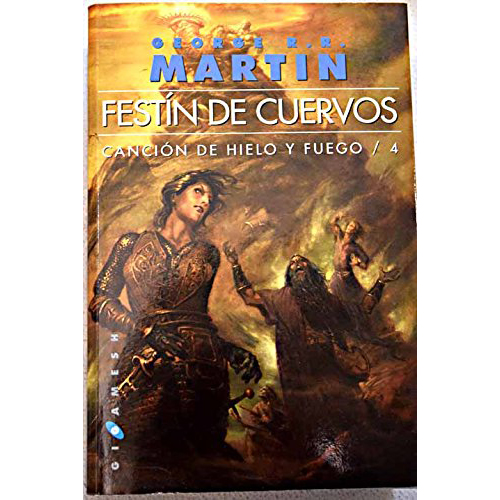 GEORGE R.R.
MARTIN
FESTÍN DE CUERVOS
CANCIÓN DE HIELO Y FUEGO / 4
GIGAMESH